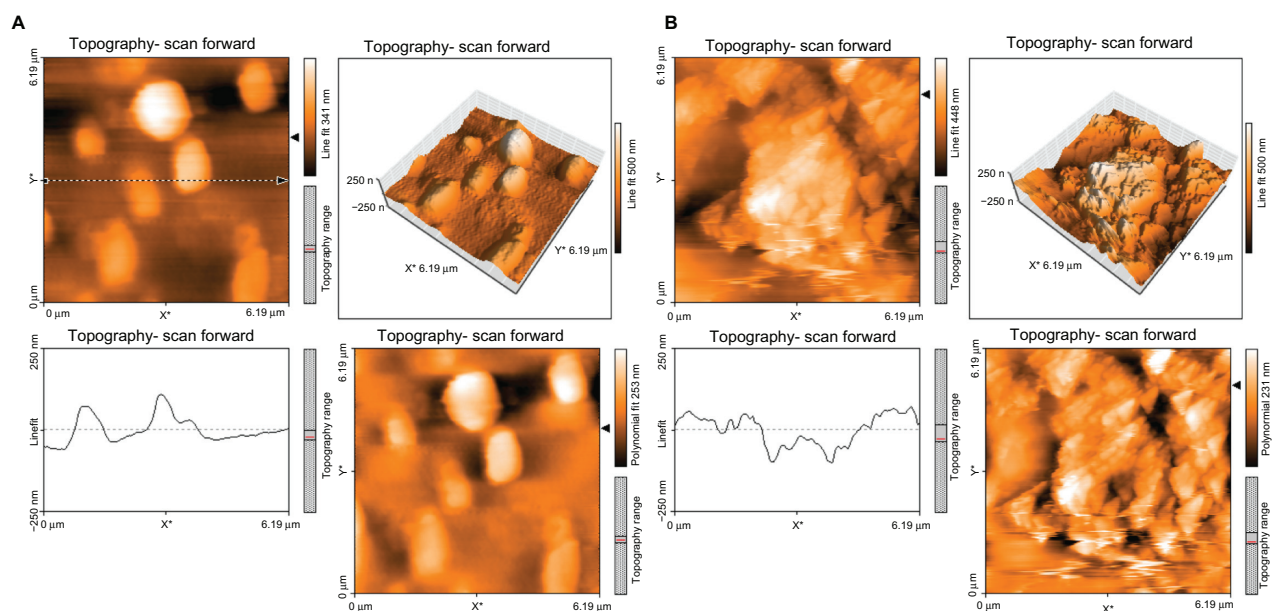 A
Topography- scan forward
6.19 µm
Y*
0 µm
0 µm
X*
6.19 µm
Line fit 341 nm
Topography range
Topography- scan forward
250 n
−250 n
X* 6.19 µm
Y* 6.19 µm
Line fit 500 nm
Topography- scan forward
250 nm
Linefit
−250 nm
0 µm
X*
6.19 µm
Topography range
Topography- scan forward
6.19 µm
Y*
0 µm
0 µm
X*
6.19 µm
Polynomial fit 253 nm
Topography range
B
Topography- scan forward
6.19 µm
Y*
0 µm
0 µm
X*
6.19 µm
Line fit 448 nm
Topography range
Topography- scan forward
250 nm
−250 n
X* 6.19 µm
Y* 6.19 µm
Line fit 500 nm
Topography- scan forward
250 nm
Linefit
−250 nm
0 µm
X*
6.19 µm
Topography range
Topography- scan forward
6.19 µm
Y*
0 µm
0 µm
X*
6.19 µm
Polynormial 231 nm
Topography range